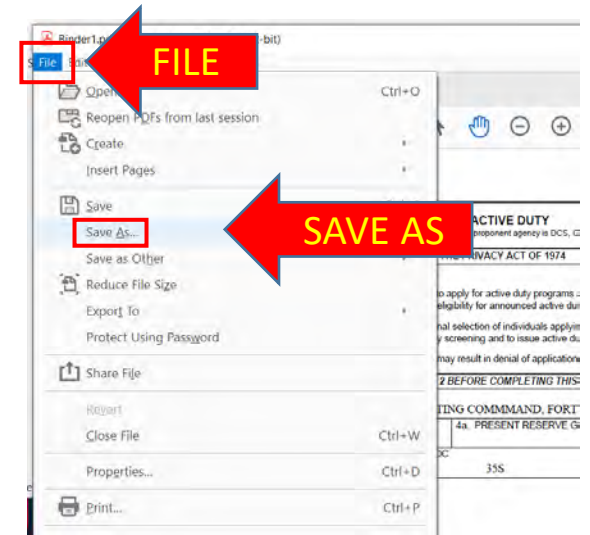 Binder1.p -bit)
File Edit
FILE
Open Ctrl+O
Reopen PDFs from last session
Create
Insert Pages
Save
Save As...
SAVE AS
Save as Other
Reduce File Size
Export To
Protect Using Password
Share File
Revert
Close File Ctrl+W
Properties... Ctrl+D
Print... Ctrl+P
ACTIVE DUTY
proponent agency is DCS, G
PRIVACY ACT OF 1974
to apply for active duty programs
eligibility for announced active dut
nal selection of individuals applyin
y screening and to issue active du
may result in denial of application
2 BEFORE COMPLETING THIS
TING COMMMAND, FORT
4a. PRESENT RESERVE G
35S